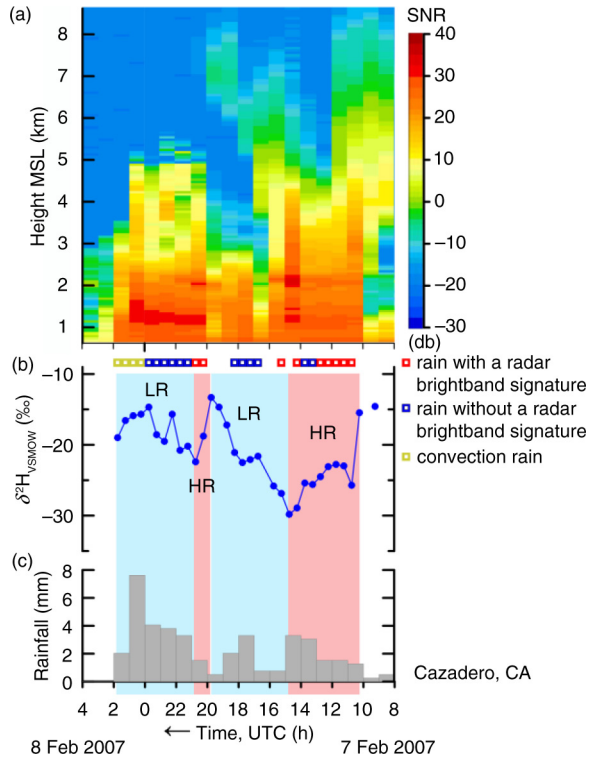 (a)
SNR
8
7
6
5
4
3
2
1
Height MSL (km)
40
30
20
10
0
−10
−20
−30
(db)
(b)
−10
−20
−30
δ²H_VSMOW (‰)
LR
HR
LR
HR
rain with a radar
brightband signature
rain without a radar
brightband signature
convection rain
(c)
8
6
4
2
0
Rainfall (mm)
Cazadero, CA
4 2 0 22 20 18 16 14 12 10 8
← Time, UTC (h)
8 Feb 2007 7 Feb 2007